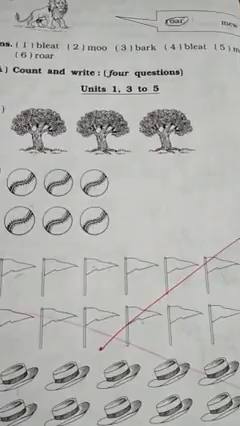 roar
ns. ( 1 ) bleat ( 2 ) moo ( 3 ) bark ( 4 ) bleat ( 5 )
( 6 ) roar
) Count and write : (four questions)
Units 1, 3 to 5
)